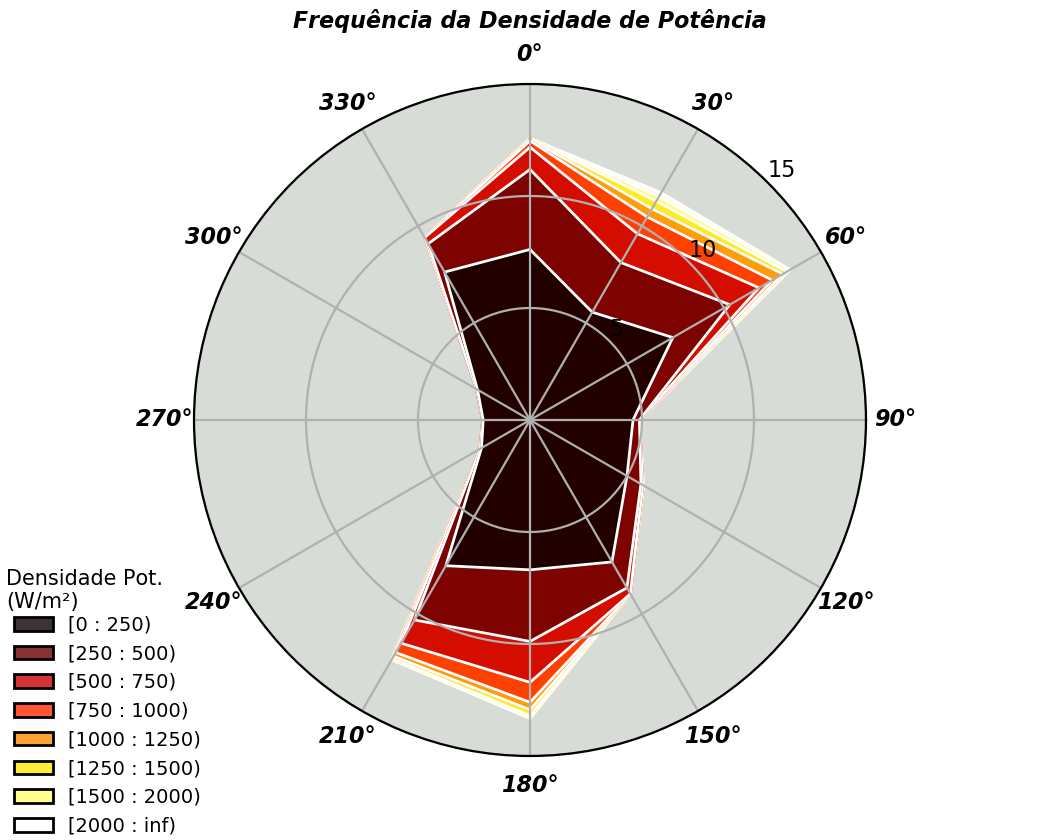 Frequência da Densidade de Potência
0°
330°
30°
15
300°
60°
10
5
270°
90°
240°
120°
210°
150°
180°
Densidade Pot.
(W/m²)
[0 : 250)
[250 : 500)
[500 : 750)
[750 : 1000)
[1000 : 1250)
[1250 : 1500)
[1500 : 2000)
[2000 : inf)